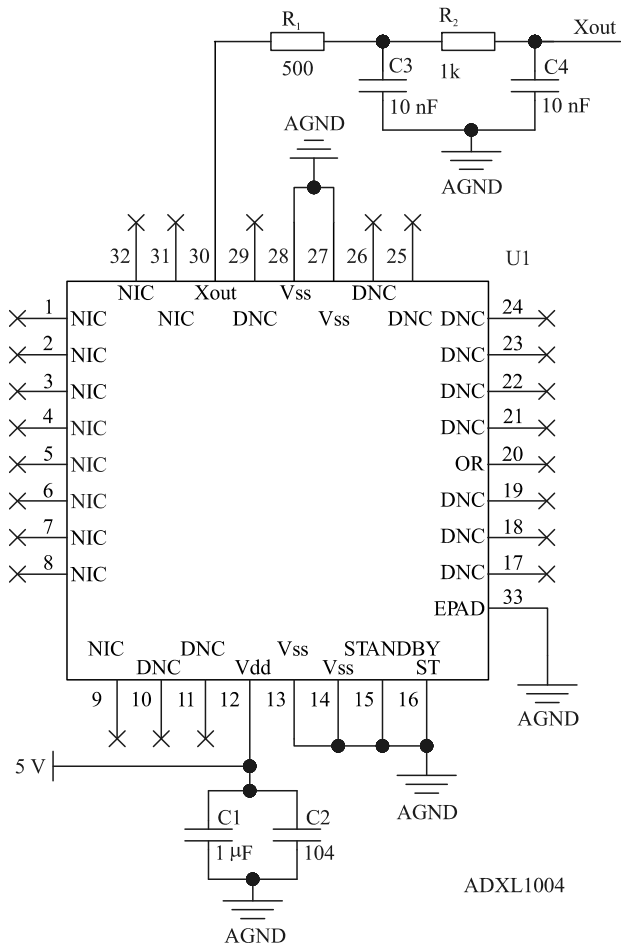 R1 R2 Xout
500 C3 1k C4
10 nF 10 nF
AGND AGND
32 31 30 29 28 27 26 25 U1
NIC Xout Vss DNC
NIC DNC Vss DNC
1 NIC DNC 24
2 NIC DNC 23
3 NIC DNC 22
4 NIC DNC 21
5 NIC OR 20
6 NIC DNC 19
7 NIC DNC 18
8 NIC DNC 17
EPAD 33
NIC DNC Vss STANDBY
DNC Vdd Vss ST
9 10 11 12 13 14 15 16
AGND
5 V
AGND
C1 C2
1 μF 104
ADXL1004
AGND